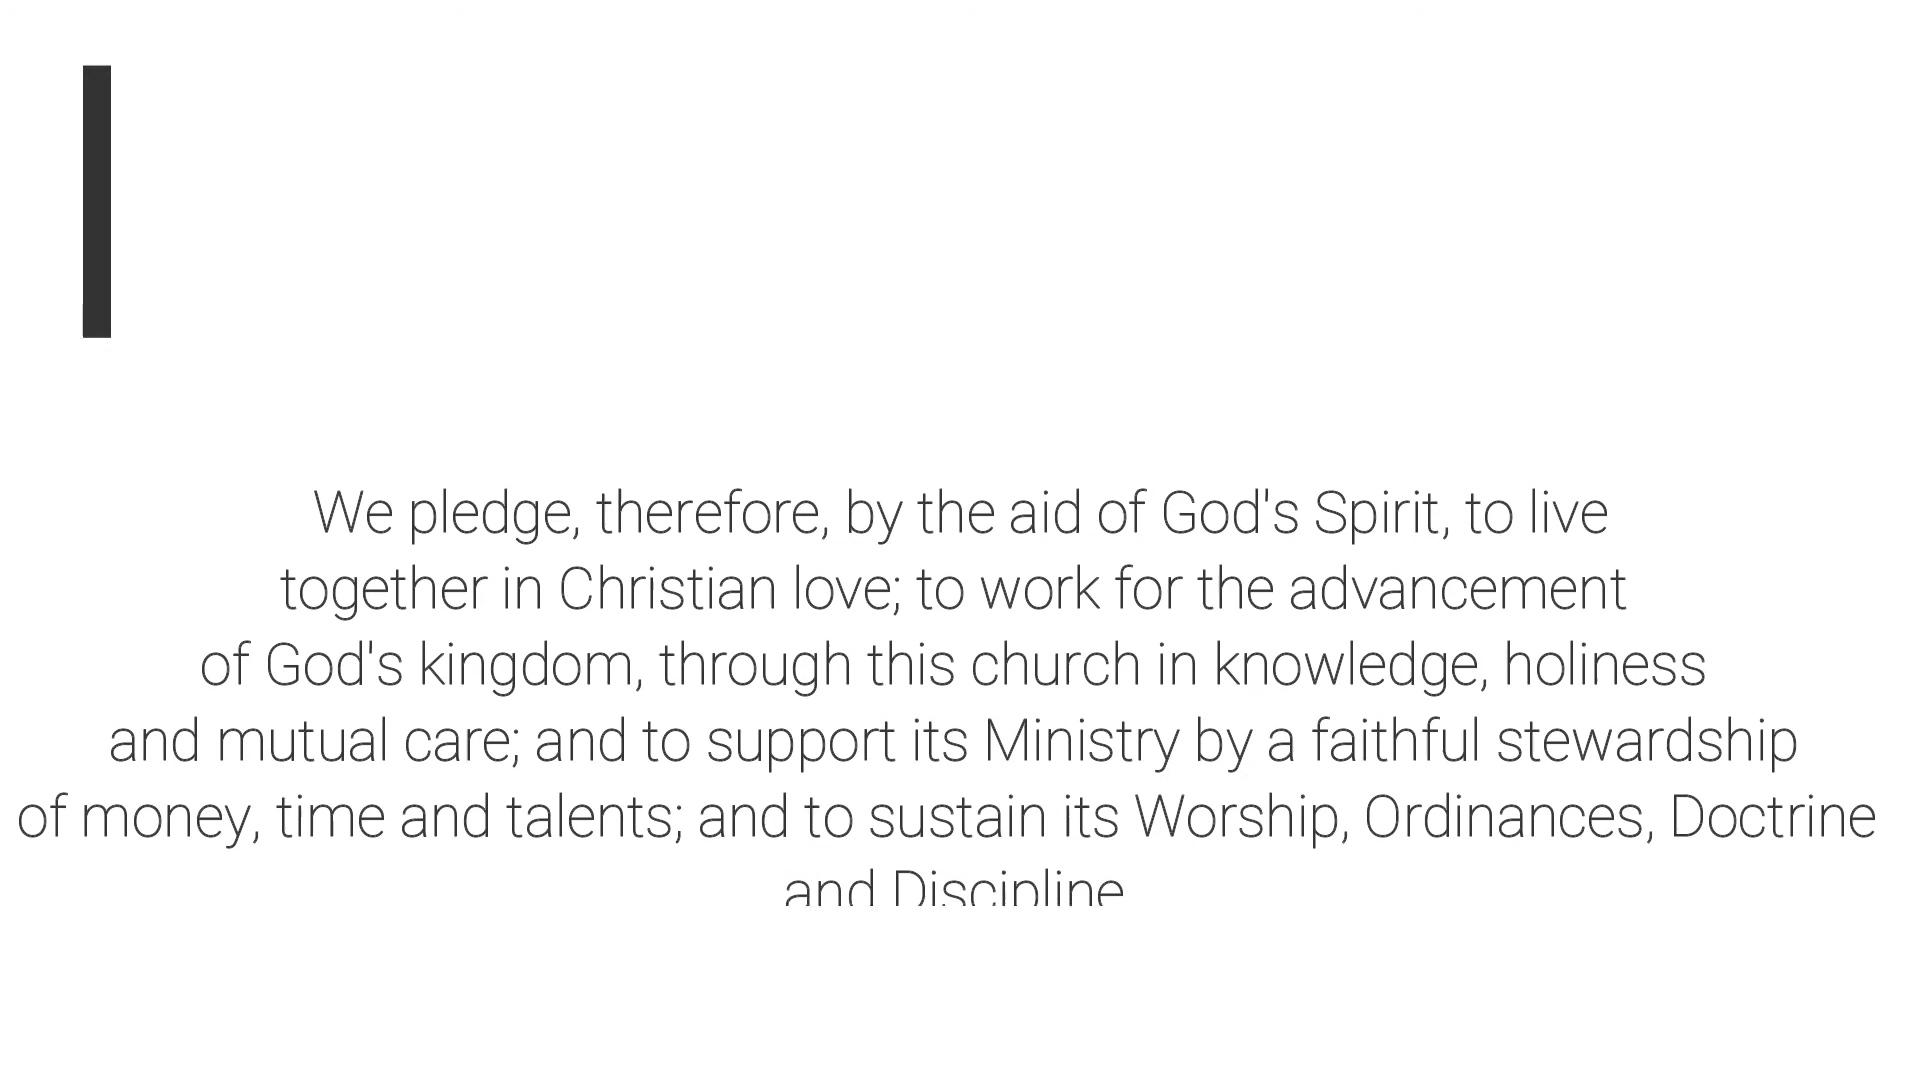 We pledge, therefore, by the aid of God's Spirit, to live
together in Christian love; to work for the advancement
of God's kingdom, through this church in knowledge, holiness
and mutual care; and to support its Ministry by a faithful stewardship
of money, time and talents; and to sustain its Worship, Ordinances, Doctrine
and Discipline